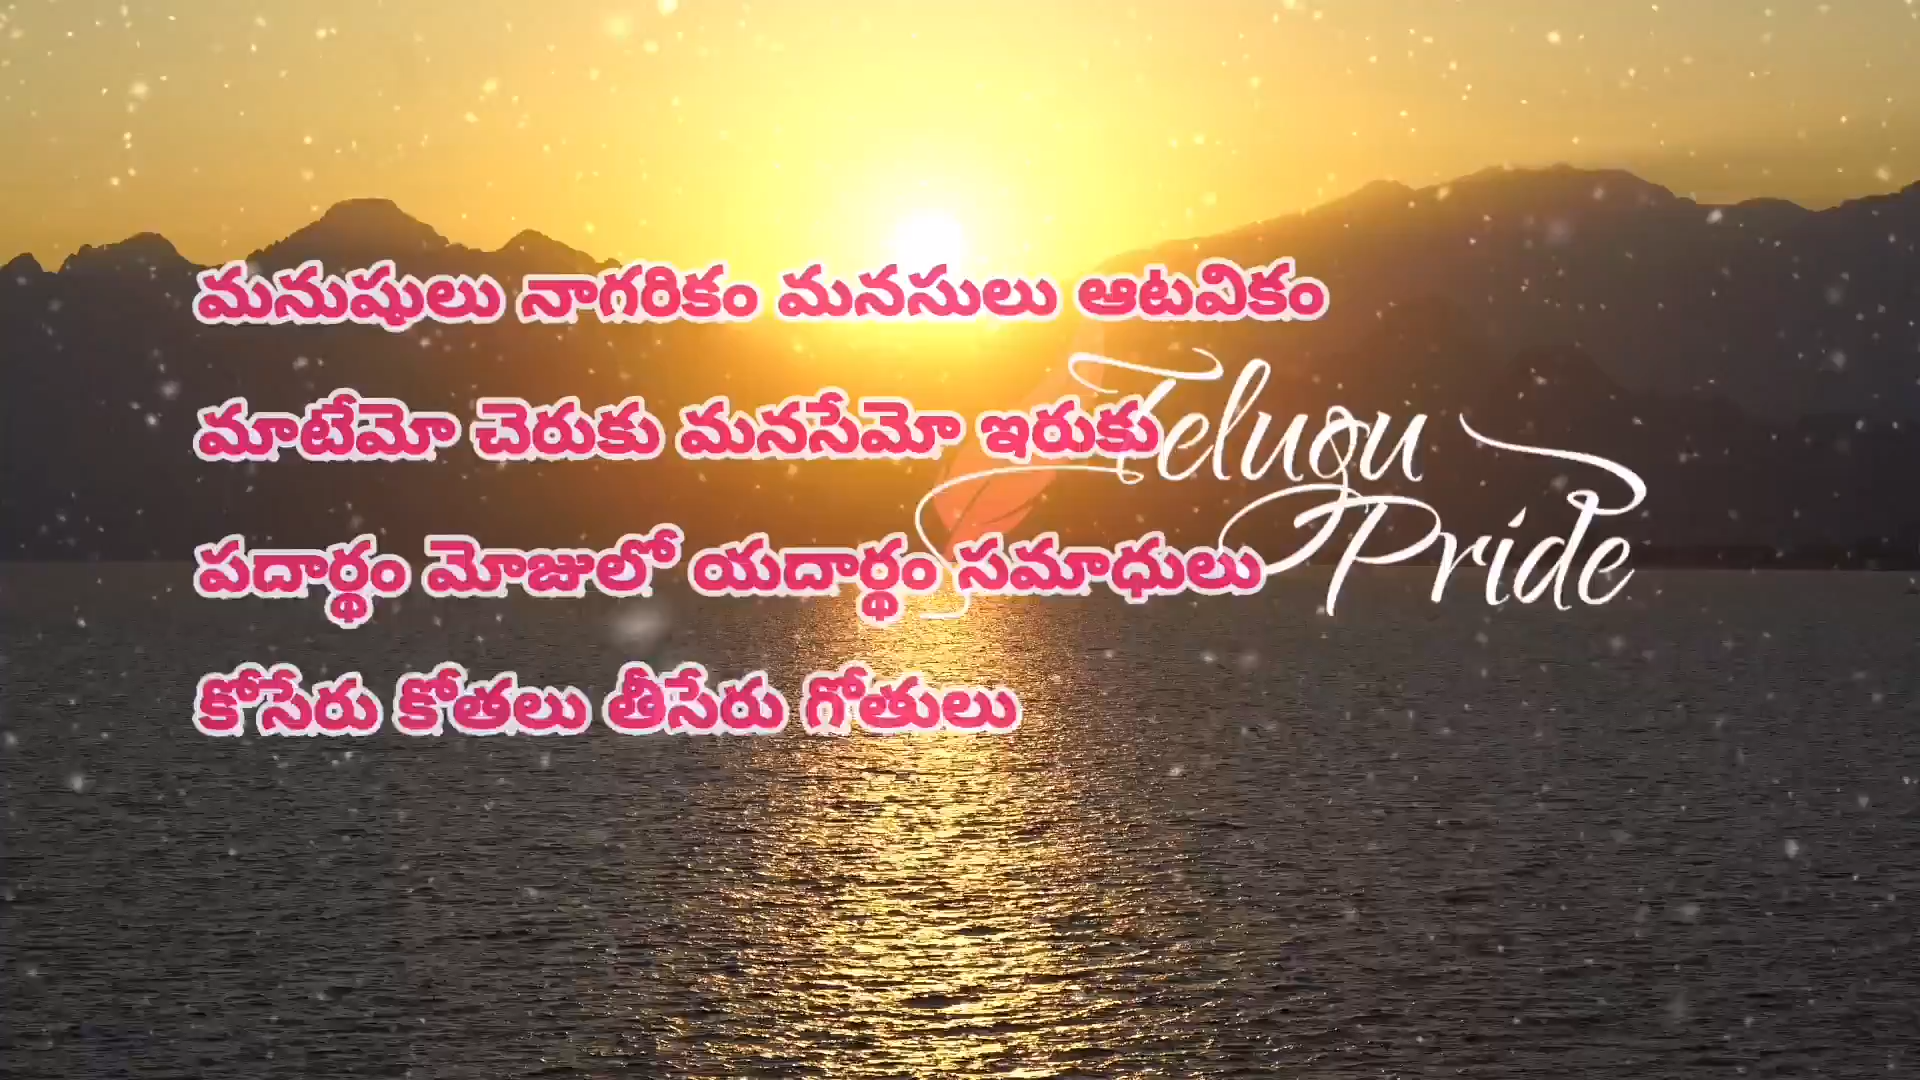 మనుషులు నాగరికం మనసులు ఆటవికం
మాటేమో చెరుకు మనసేమో ఇరుకు
Telugu
Pride
పదార్థం మోజులో యదార్థం సమాధులు
కోసేరు కోతలు తీసేరు గోతులు